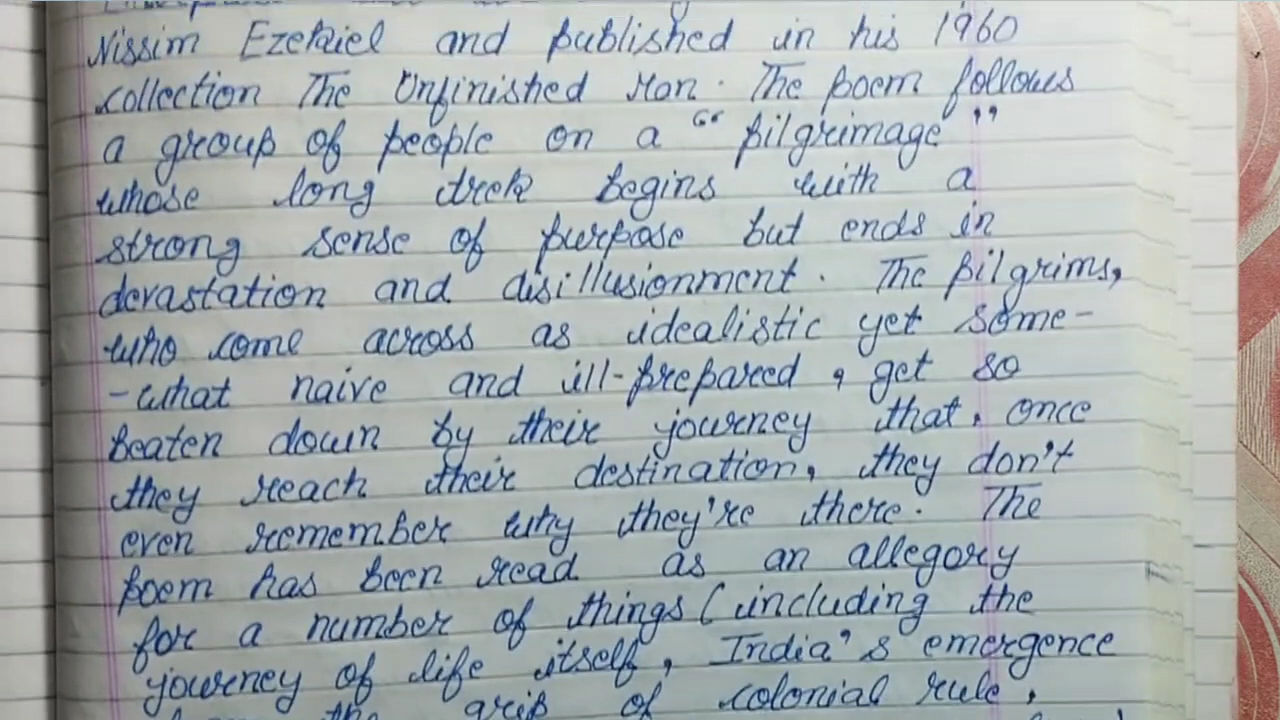 Nissim Ezekiel and published in his 1960
collection The Unfinished Man. The poem follows
a group of people on a "pilgrimage"
whose long trek begins with a
strong sense of purpose but ends in
devastation and disillusionment. The pilgrims,
who come across as idealistic yet some-
-what naive and ill-prepared, get so
beaten down by their journey that, once
they reach their destination, they don't
even remember why they're there. The
poem has been read as an allegory
for a number of things (including the
journey of life itself, India's emergence
the grip of colonial rule,